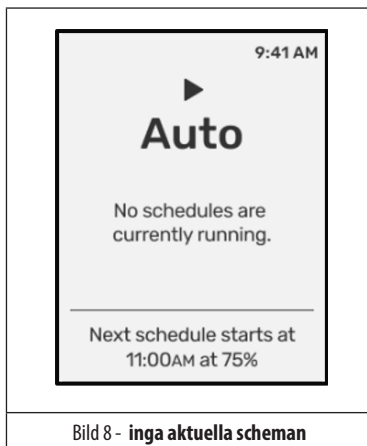 9:41 AM
Auto
No schedules are
currently running.
Next schedule starts at
11:00AM at 75%
Bild 8 - inga aktuella scheman